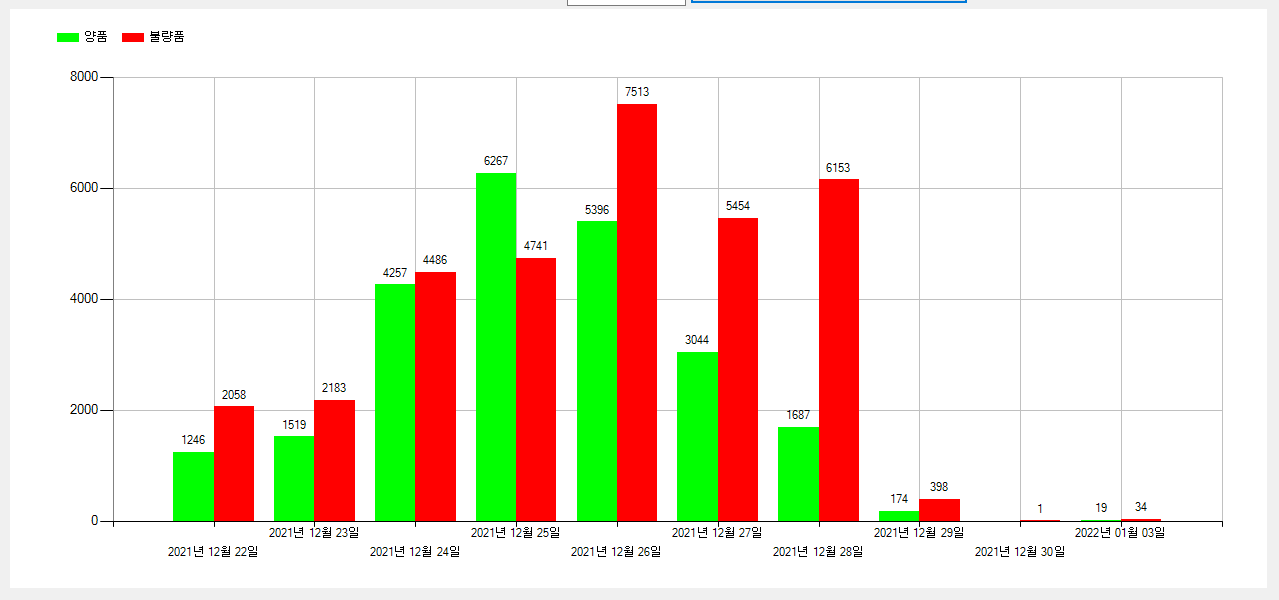 양품 불량품
8000
6000
4000
2000
0
1246 2058
1519 2183
4257 4486
6267 4741
5396 7513
3044 5454
1687 6153
174 398
1
19 34
2021년 12월 22일
2021년 12월 23일
2021년 12월 24일
2021년 12월 25일
2021년 12월 26일
2021년 12월 27일
2021년 12월 28일
2021년 12월 29일
2021년 12월 30일
2022년 01월 03일